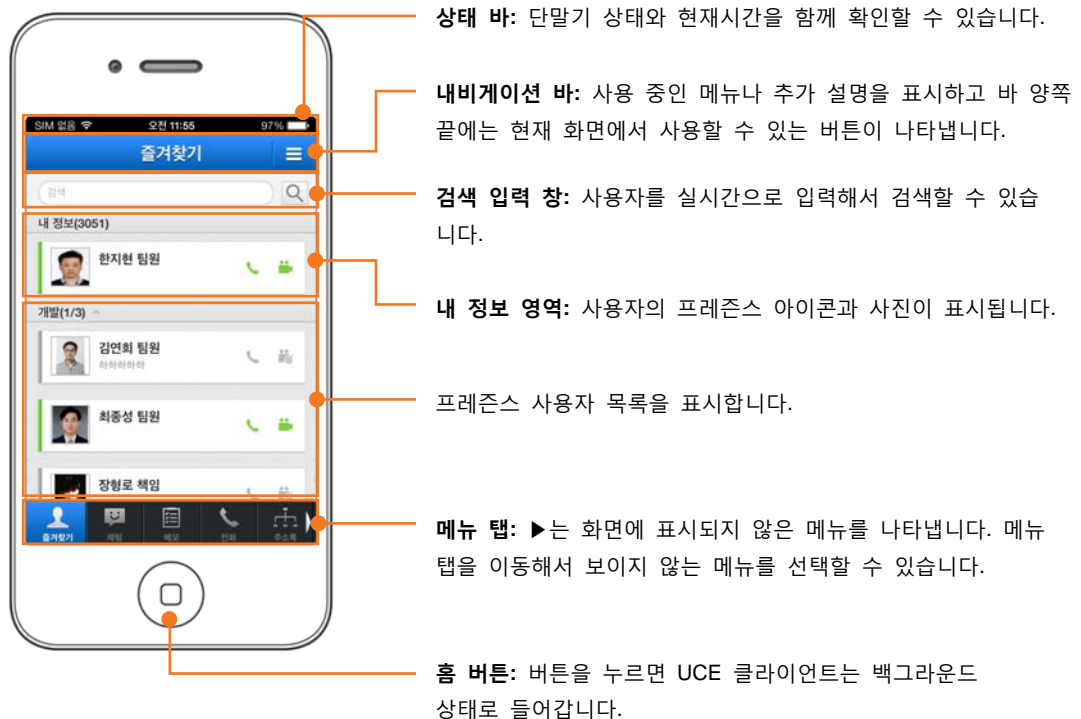 상태 바: 단말기 상태와 현재시간을 함께 확인할 수 있습니다.
내비게이션 바: 사용 중인 메뉴나 추가 설명을 표시하고 바 양쪽
끝에는 현재 화면에서 사용할 수 있는 버튼이 나타냅니다.
검색 입력 창: 사용자를 실시간으로 입력해서 검색할 수 있습
니다.
내 정보 영역: 사용자의 프레즌스 아이콘과 사진이 표시됩니다.
프레즌스 사용자 목록을 표시합니다.
메뉴 탭: ▶는 화면에 표시되지 않은 메뉴를 나타냅니다. 메뉴
탭을 이동해서 보이지 않는 메뉴를 선택할 수 있습니다.
홈 버튼: 버튼을 누르면 UCE 클라이언트는 백그라운드
상태로 들어갑니다.
SIM 없음 오전 11:55 97%
즐겨찾기
검색
내 정보(3051)
한지현 팀원
개발(1/3)
김연희 팀원
하하하하하
최종성 팀원
장형로 책임
즐겨찾기 채팅 메모 전화 주소록